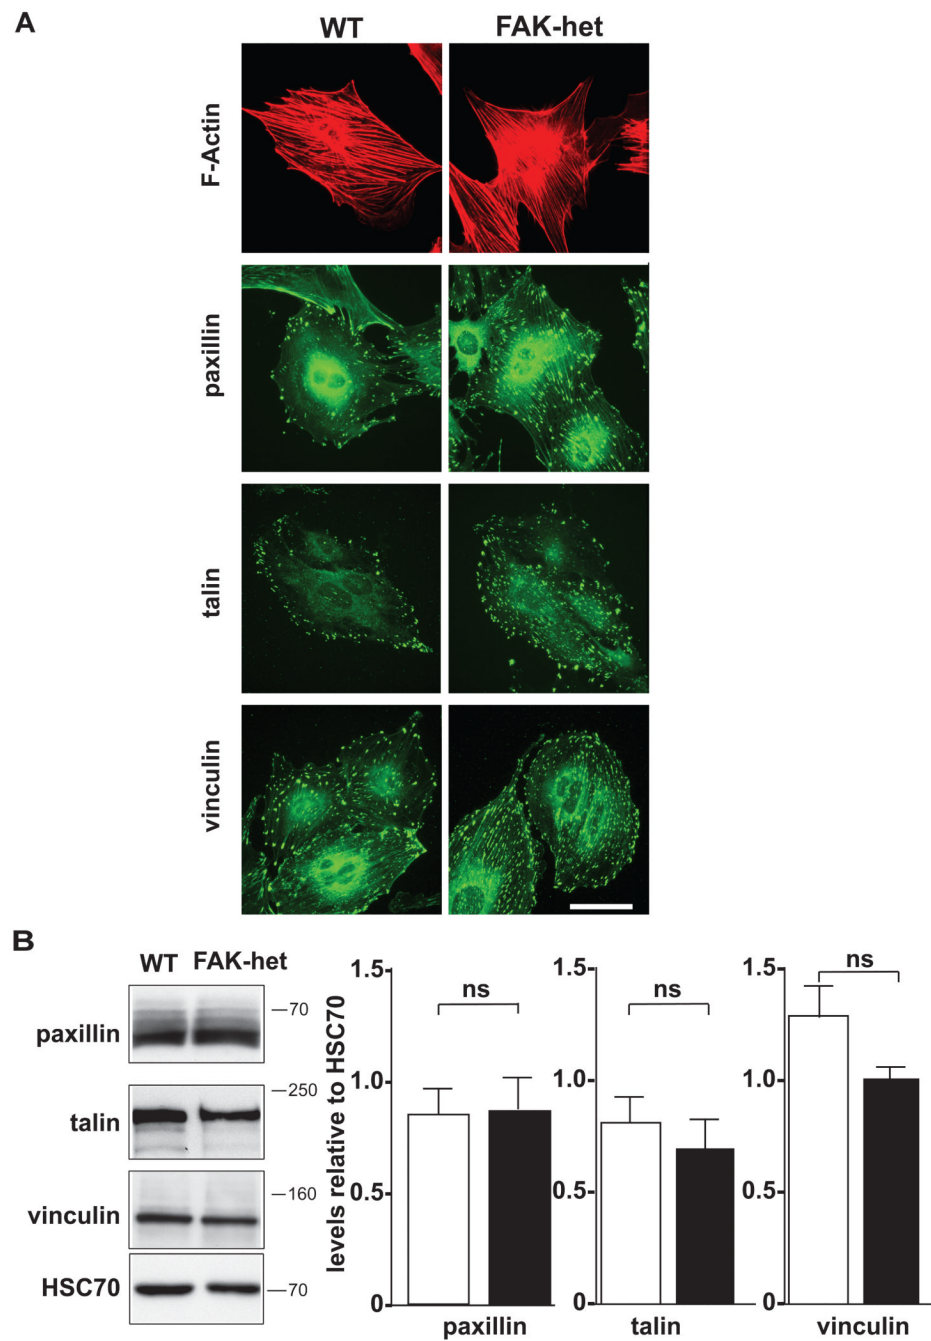 A
WT FAK-het
F-Actin
paxillin
talin
vinculin
B
WT FAK-het
paxillin
—70
talin
—250
vinculin
—160
HSC70
—70
levels relative to HSC70
1.5
1.0
0.5
0
ns
paxillin
1.5
1.0
0.5
0
ns
talin
1.5
1.0
0.5
0
ns
vinculin